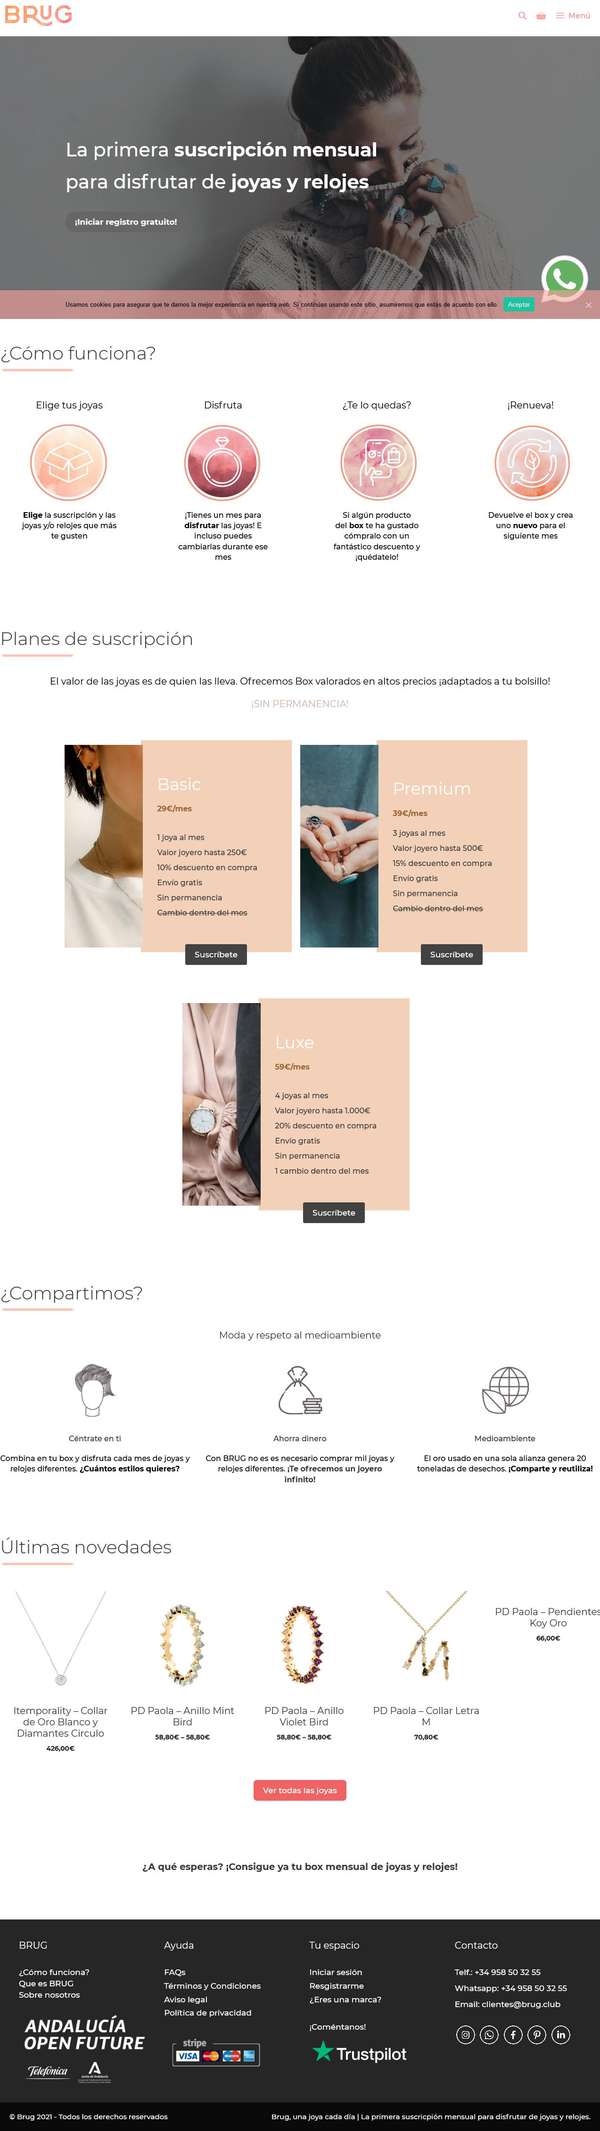 BRUG
Menú
La primera suscripción mensual
para disfrutar de joyas y relojes
¡Iniciar registro gratuito!
Usamos cookies para asegurar que te damos la mejor experiencia en nuestra web. Si continúas usando este sitio, asumiremos que estás de acuerdo con ello.
Aceptar
¿Cómo funciona?
Elige tus joyas
Elige la suscripción y las
joyas y/o relojes que más
te gusten
Disfruta
¡Tienes un mes para
disfrutar las joyas! E
incluso puedes
cambiarlas durante ese
mes
¿Te lo quedas?
Si algún producto
del box te ha gustado
cómpralo con un
fantástico descuento y
¡quédatelo!
¡Renueva!
Devuelve el box y crea
uno nuevo para el
siguiente mes
Planes de suscripción
El valor de las joyas es de quien las lleva. Ofrecemos Box valorados en altos precios ¡adaptados a tu bolsillo!
¡SIN PERMANENCIA!
Basic
29€/mes
1 joya al mes
Valor joyero hasta 250€
10% descuento en compra
Envío gratis
Sin permanencia
Cambio dentro del mes
Suscríbete
Premium
39€/mes
3 joyas al mes
Valor joyero hasta 500€
15% descuento en compra
Envío gratis
Sin permanencia
Cambio dentro del mes
Suscríbete
Luxe
59€/mes
4 joyas al mes
Valor joyero hasta 1.000€
20% descuento en compra
Envío gratis
Sin permanencia
1 cambio dentro del mes
Suscríbete
¿Compartimos?
Moda y respeto al medioambiente
Céntrate en ti
Combina en tu box y disfruta cada mes de joyas y
relojes diferentes. ¿Cuántos estilos quieres?
Ahorra dinero
Con BRUG no es es necesario comprar mil joyas y
relojes diferentes. ¡Te ofrecemos un joyero
infinito!
Medioambiente
El oro usado en una sola alianza genera 20
toneladas de desechos. ¡Comparte y reutiliza!
Últimas novedades
Itemporality – Collar
de Oro Blanco y
Diamantes Circulo
426,00€
PD Paola – Anillo Mint
Bird
58,80€ – 58,80€
PD Paola – Anillo
Violet Bird
58,80€ – 58,80€
PD Paola – Collar Letra
M
70,80€
PD Paola – Pendientes
Koy Oro
66,00€
Ver todas las joyas
¿A qué esperas? ¡Consigue ya tu box mensual de joyas y relojes!
BRUG
¿Cómo funciona?
Que es BRUG
Sobre nosotros
ANDALUCÍA
OPEN FUTURE
Telefónica
Ayuda
FAQs
Términos y Condiciones
Aviso legal
Política de privacidad
stripe
VISA
Tu espacio
Iniciar sesión
Resgistrarme
¿Eres una marca?
¡Coméntanos!
Trustpilot
Contacto
Telf.: +34 958 50 32 55
Whatsapp: +34 958 50 32 55
Email: clientes@brug.club
© Brug 2021 - Todos los derechos reservados
Brug, una joya cada día | La primera suscricpión mensual para disfrutar de joyas y relojes.